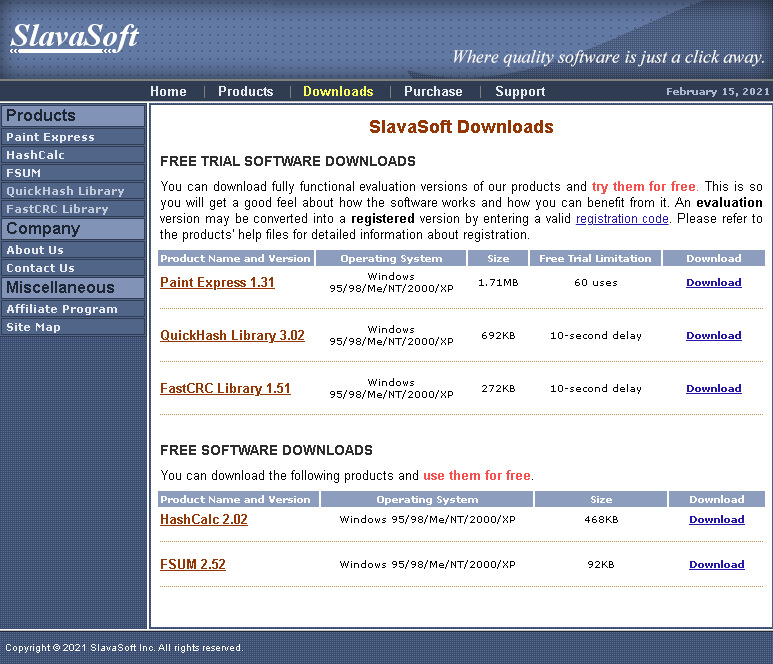 SlavaSoft
Where quality software is just a click away.
Home | Products | Downloads | Purchase | Support
February 15, 2021
Products
Paint Express
HashCalc
FSUM
QuickHash Library
FastCRC Library
Company
About Us
Contact Us
Miscellaneous
Affiliate Program
Site Map
SlavaSoft Downloads
FREE TRIAL SOFTWARE DOWNLOADS
You can download fully functional evaluation versions of our products and try them for free. This is so
you will get a good feel about how the software works and how you can benefit from it. An evaluation
version may be converted into a registered version by entering a valid registration code. Please refer to
the products' help files for detailed information about registration.
Product Name and Version Operating System Size Free Trial Limitation Download
Paint Express 1.31 Windows 95/98/Me/NT/2000/XP 1.71MB 60 uses Download
QuickHash Library 3.02 Windows 95/98/Me/NT/2000/XP 692KB 10-second delay Download
FastCRC Library 1.51 Windows 95/98/Me/NT/2000/XP 272KB 10-second delay Download
FREE SOFTWARE DOWNLOADS
You can download the following products and use them for free.
Product Name and Version Operating System Size Download
HashCalc 2.02 Windows 95/98/Me/NT/2000/XP 468KB Download
FSUM 2.52 Windows 95/98/Me/NT/2000/XP 92KB Download
Copyright © 2021 SlavaSoft Inc. All rights reserved.